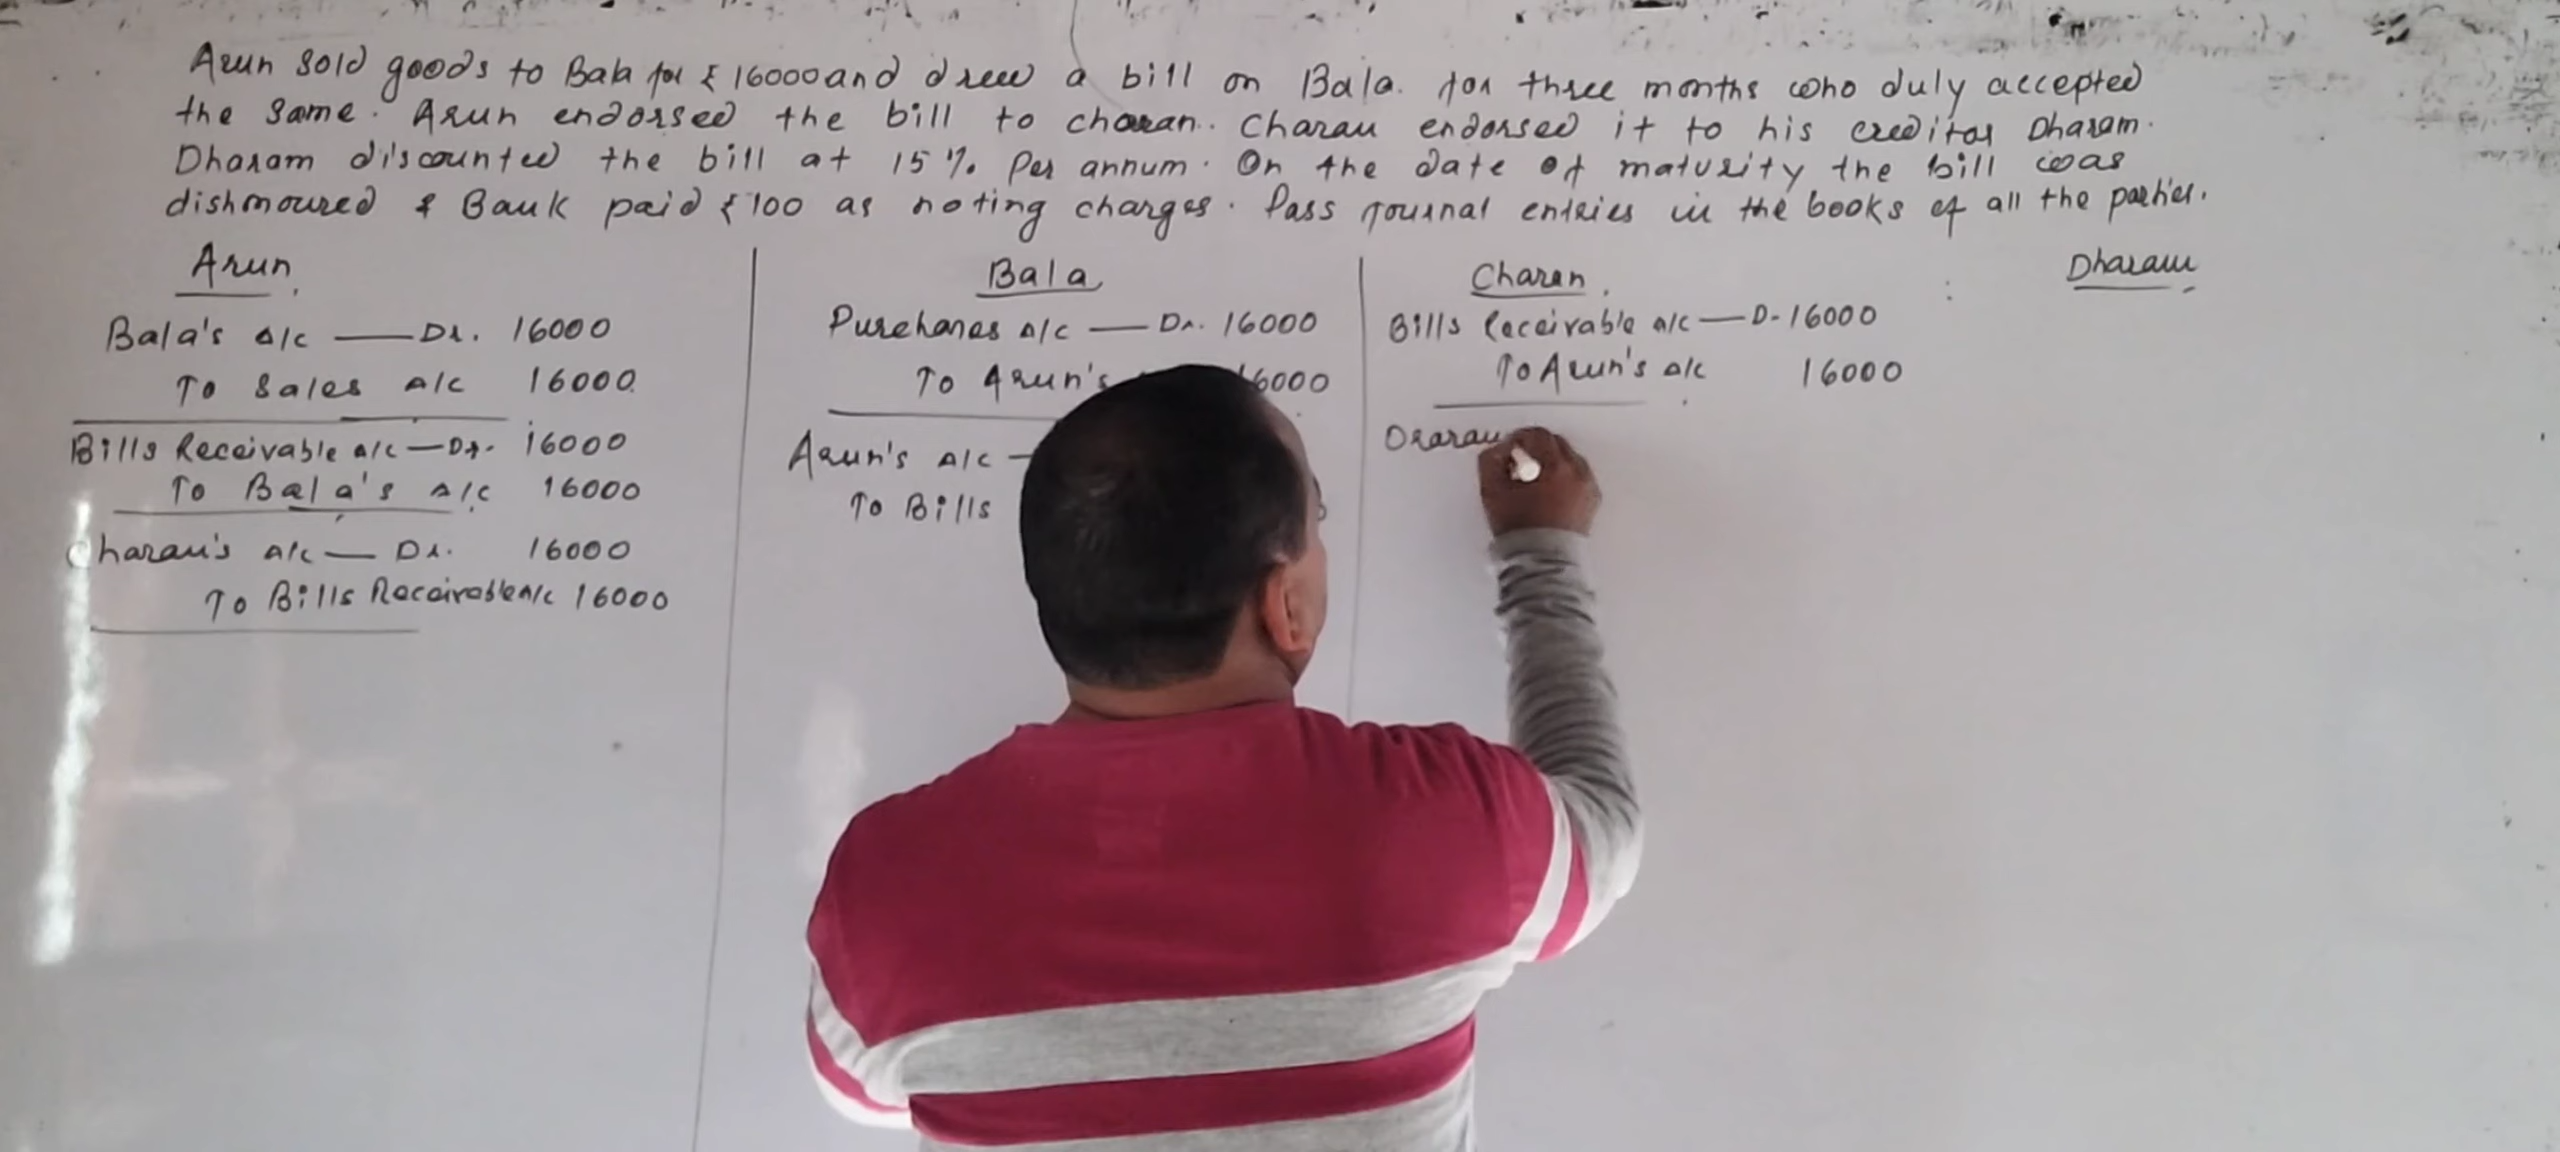 Arun sold goods to Bala for ₹16000 and drew a bill on Bala. for three months who duly accepted
the same. Arun endorsed the bill to charan. Charan endorsed it to his creditor Dharam.
Dharam discounted the bill at 15% Per annum. On the date of maturity the bill was
dishmoured & Bank paid ₹100 as noting charges. Pass Journal entries in the books of all the parties.
Arun
Bala's A/c — Dr. 16000
To Sales A/c 16000
Bills Receivable A/c — Dr. 16000
To Bala's A/c 16000
Charan's A/c — Dr. 16000
To Bills Receivable A/c 16000
Bala
Purchases A/c — Dr. 16000
To Arun's 16000
Arun's A/c —
To Bills
Charan
Bills Receivable A/c — D. 16000
To Arun's A/c 16000
Dharam